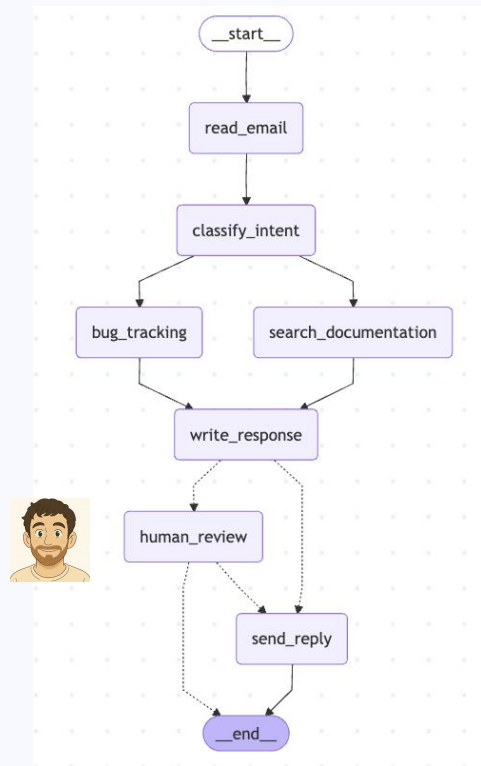 __start__
read_email
classify_intent
bug_tracking
search_documentation
write_response
human_review
send_reply
__end__